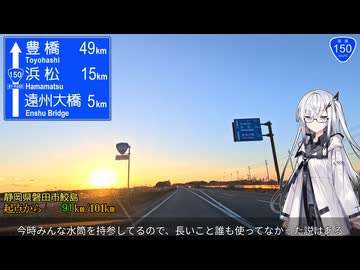 豊橋 49km
Toyohashi
150 浜松 15km
Hamamatsu
遠州大橋 5km
Enshu Bridge
国道
150
静岡県磐田市鮫島
起点から 91km/101km
今時みんな水筒を持参してるので、長いこと誰も使ってなかった説はある